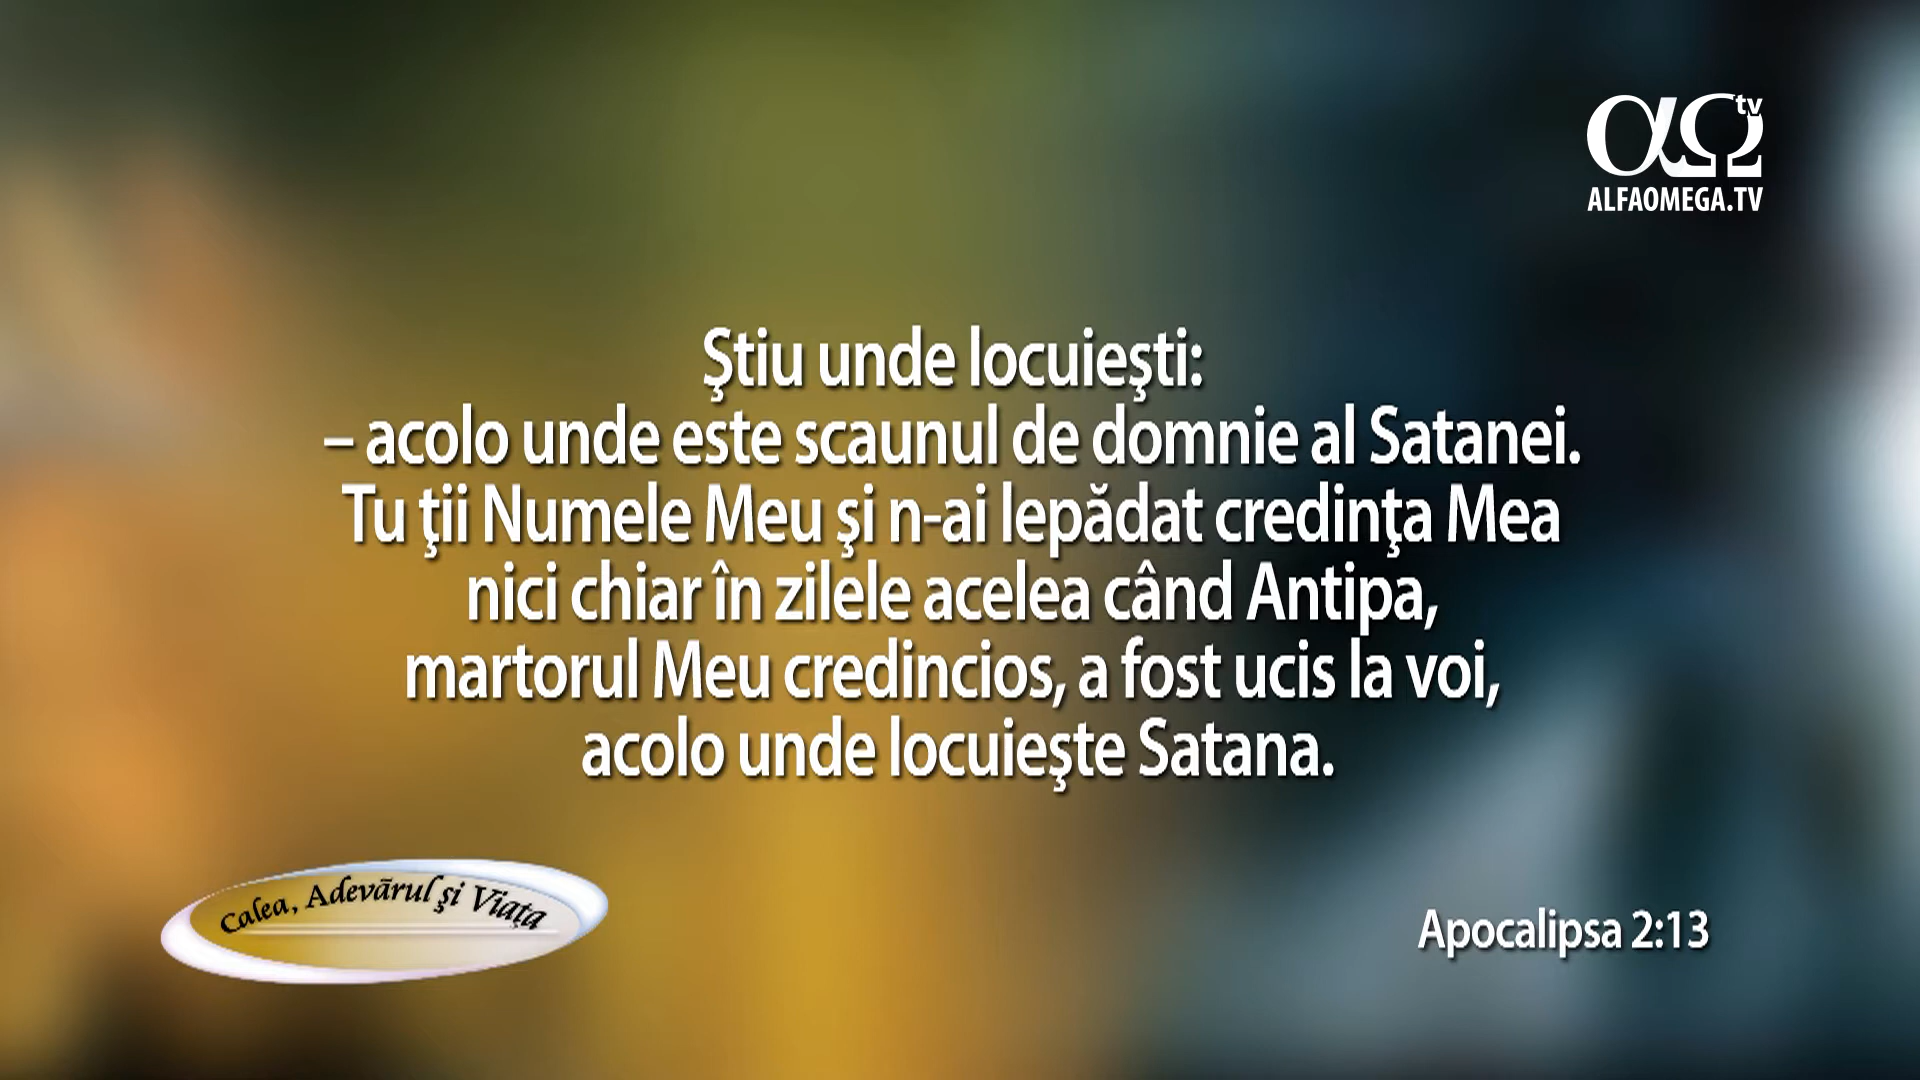 tv
αΩ
ALFAOMEGA.TV
Ştiu unde locuieşti:
– acolo unde este scaunul de domnie al Satanei.
Tu ţii Numele Meu şi n-ai lepădat credinţa Mea
nici chiar în zilele acelea când Antipa,
martorul Meu credincios, a fost ucis la voi,
acolo unde locuieşte Satana.
Calea, Adevărul şi Viaţa
Apocalipsa 2:13